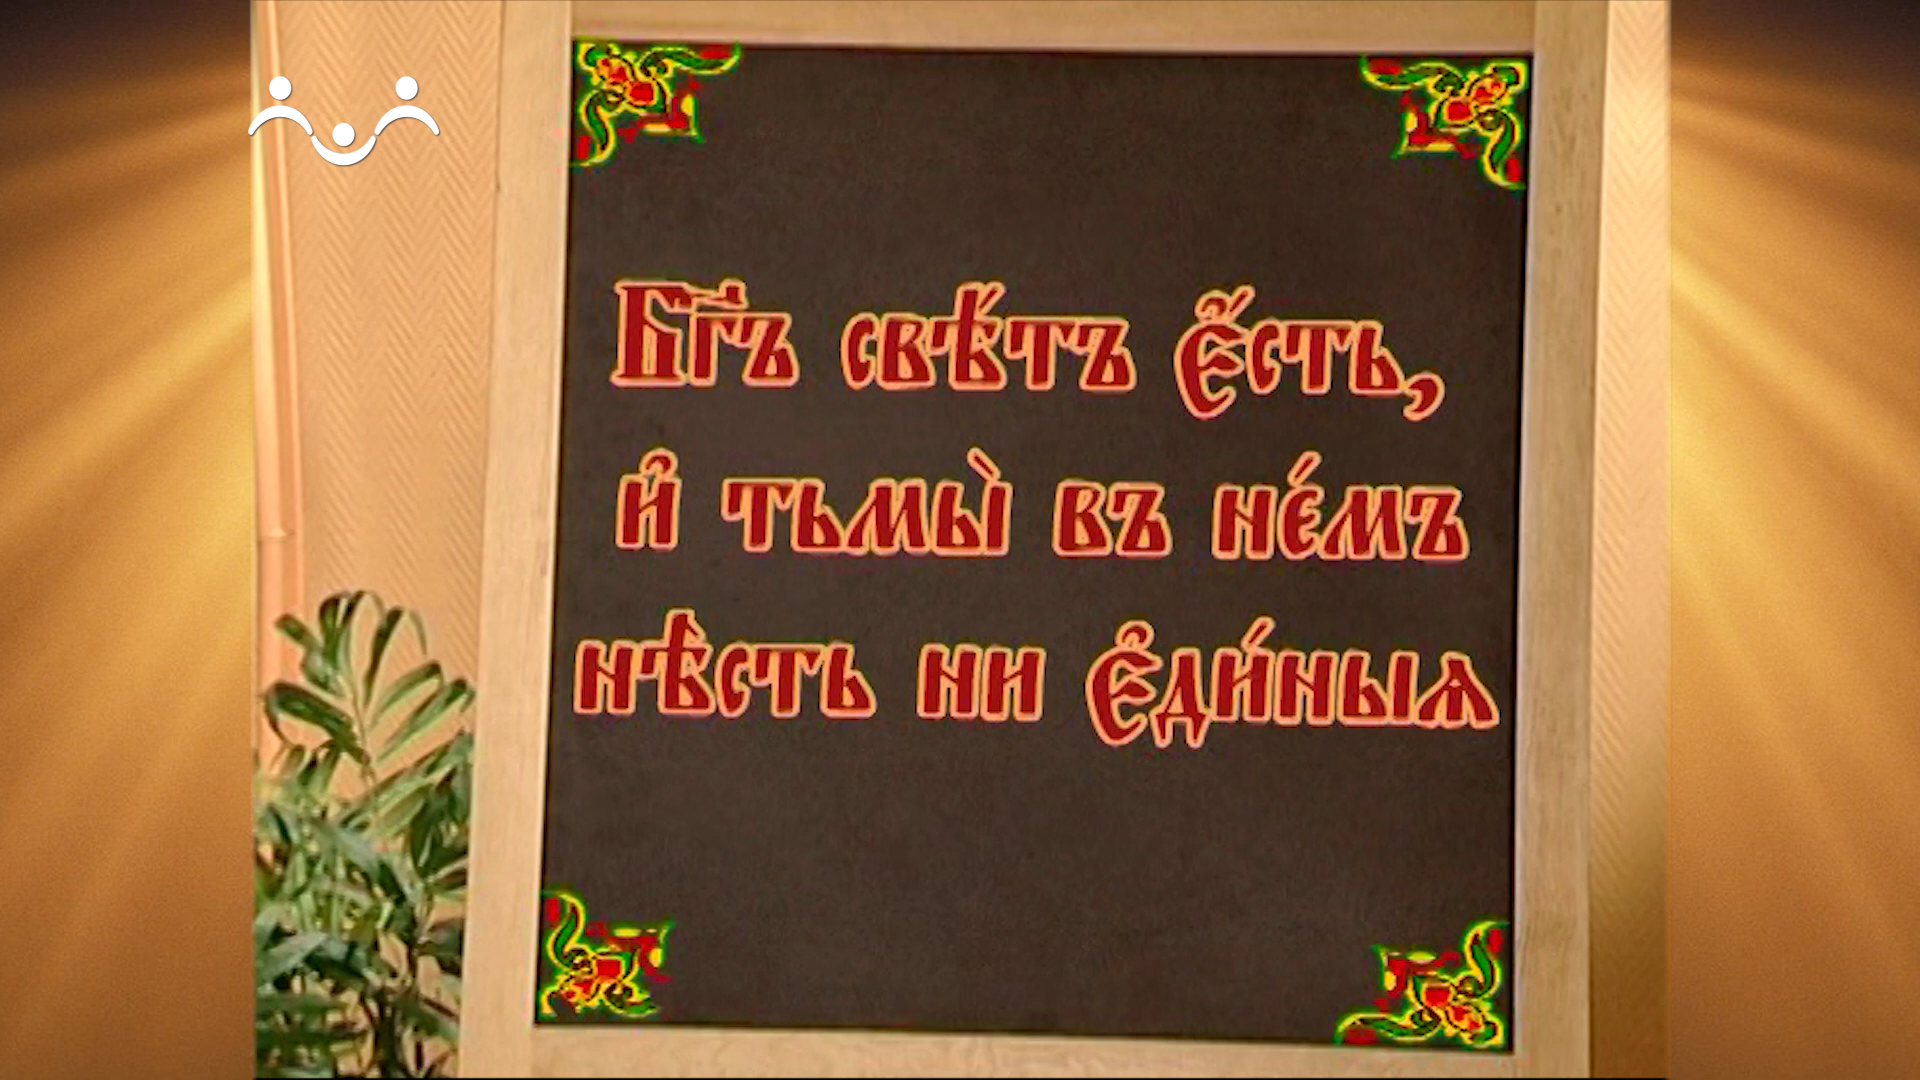 Бг҃ъ свѣ́тъ є҆́сть,
и҆ тьмы̀ въ не́мъ
нѣ̀сть ни є҆ди́ныѧ